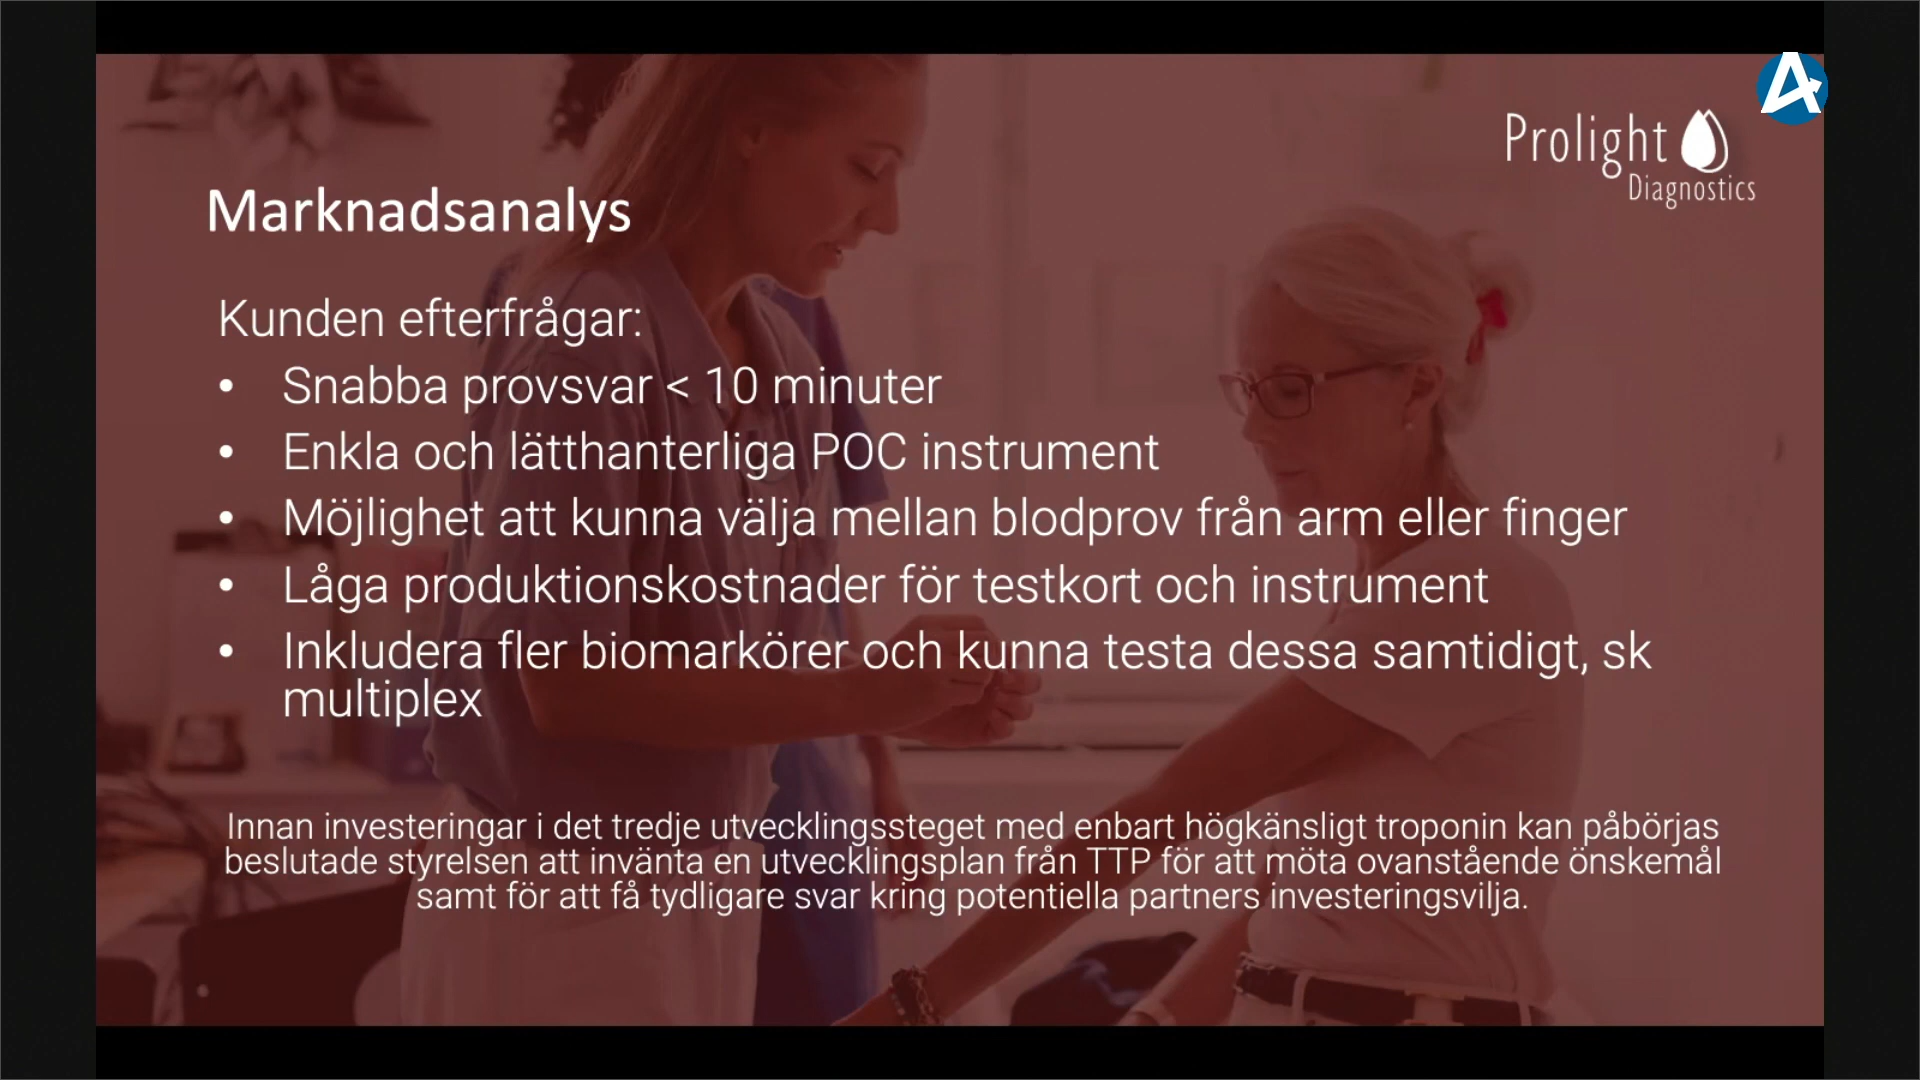 Prolight
Diagnostics
Marknadsanalys
Kunden efterfrågar:
• Snabba provsvar < 10 minuter
• Enkla och lätthanterliga POC instrument
• Möjlighet att kunna välja mellan blodprov från arm eller finger
• Låga produktionskostnader för testkort och instrument
• Inkludera fler biomarkörer och kunna testa dessa samtidigt, sk
multiplex
Innan investeringar i det tredje utvecklingssteget med enbart högkänsligt troponin kan påbörjas
beslutade styrelsen att invänta en utvecklingsplan från TTP för att möta ovanstående önskemål
samt för att få tydligare svar kring potentiella partners investeringsvilja.